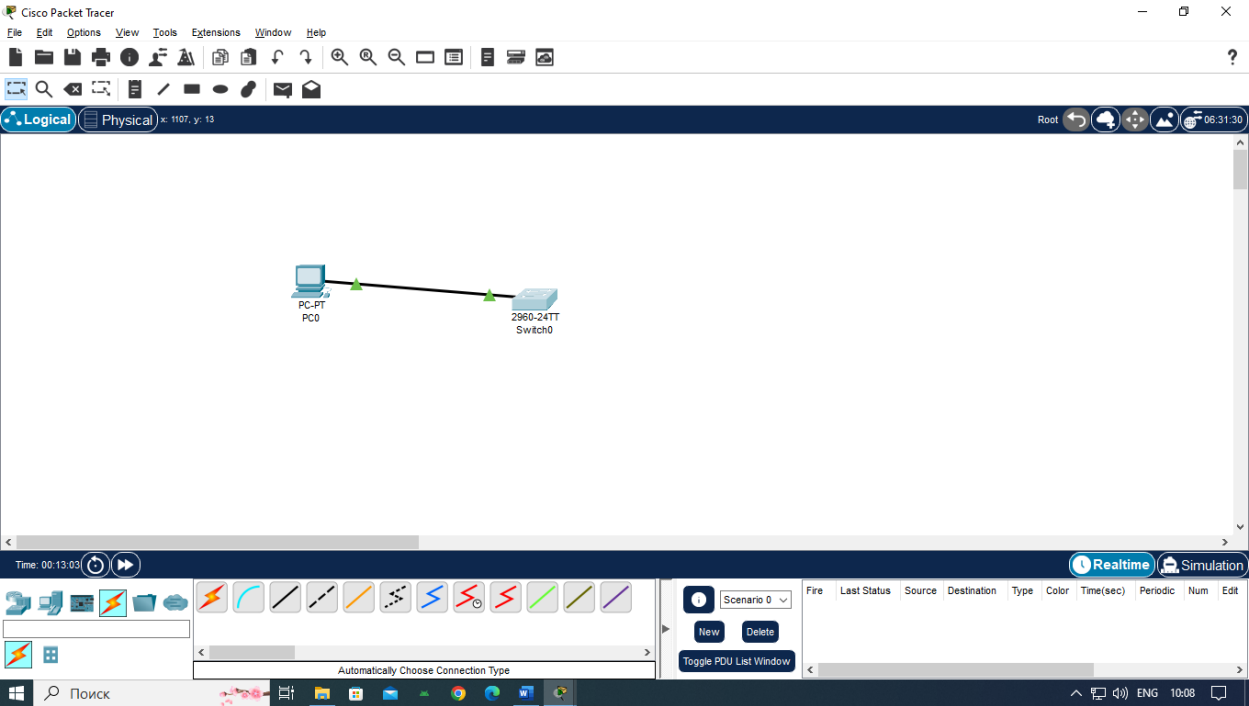 Cisco Packet Tracer
File Edit Options View Tools Extensions Window Help
Logical Physical x: 1107, y: 13 Root 06:31:30
PC-PT
PC0
2960-24TT
Switch0
Time: 00:13:03 Realtime Simulation
Scenario 0
Fire Last Status Source Destination Type Color Time(sec) Periodic Num Edit
New Delete
Toggle PDU List Window
Automatically Choose Connection Type
Поиск ENG 10:08